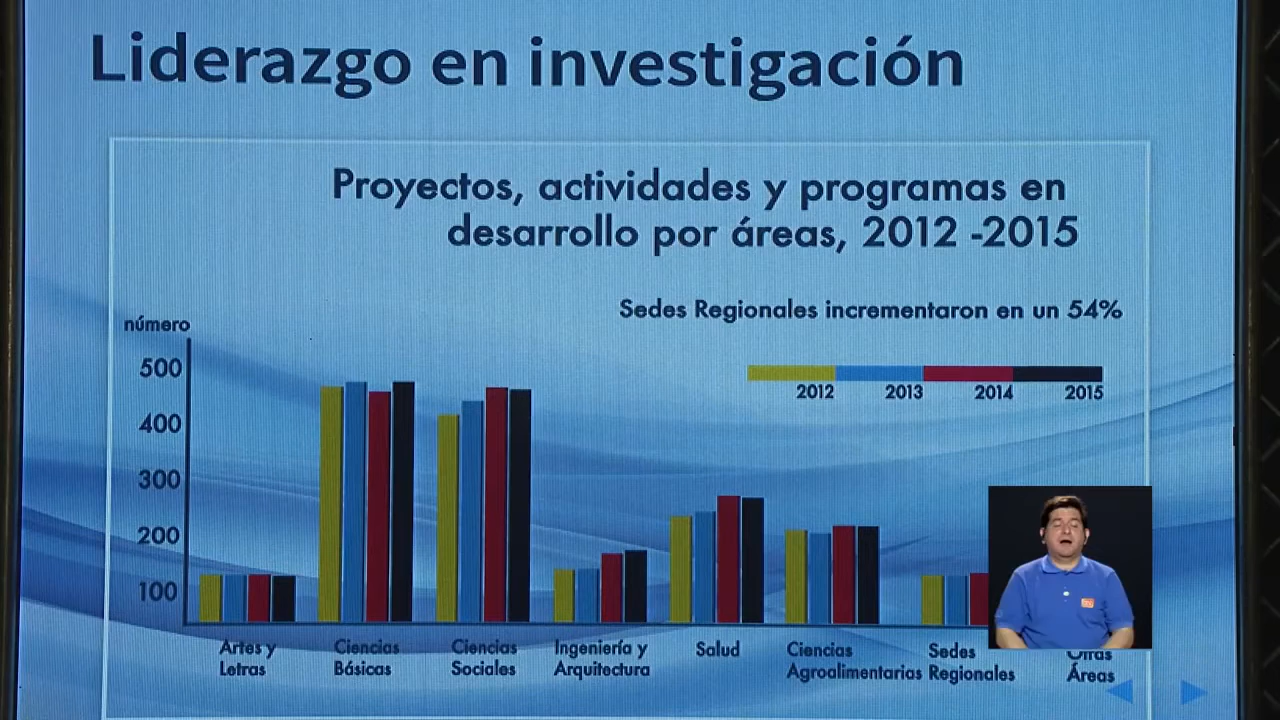 Liderazgo en investigación
Proyectos, actividades y programas en
desarrollo por áreas, 2012 -2015
Sedes Regionales incrementaron en un 54%
número
2012 2013 2014 2015
500
400
300
200
100
Artes y
Letras
Ciencias
Básicas
Ciencias
Sociales
Ingeniería y
Arquitectura
Salud
Ciencias
Agroalimentarias
Sedes
Regionales
Otras
Áreas